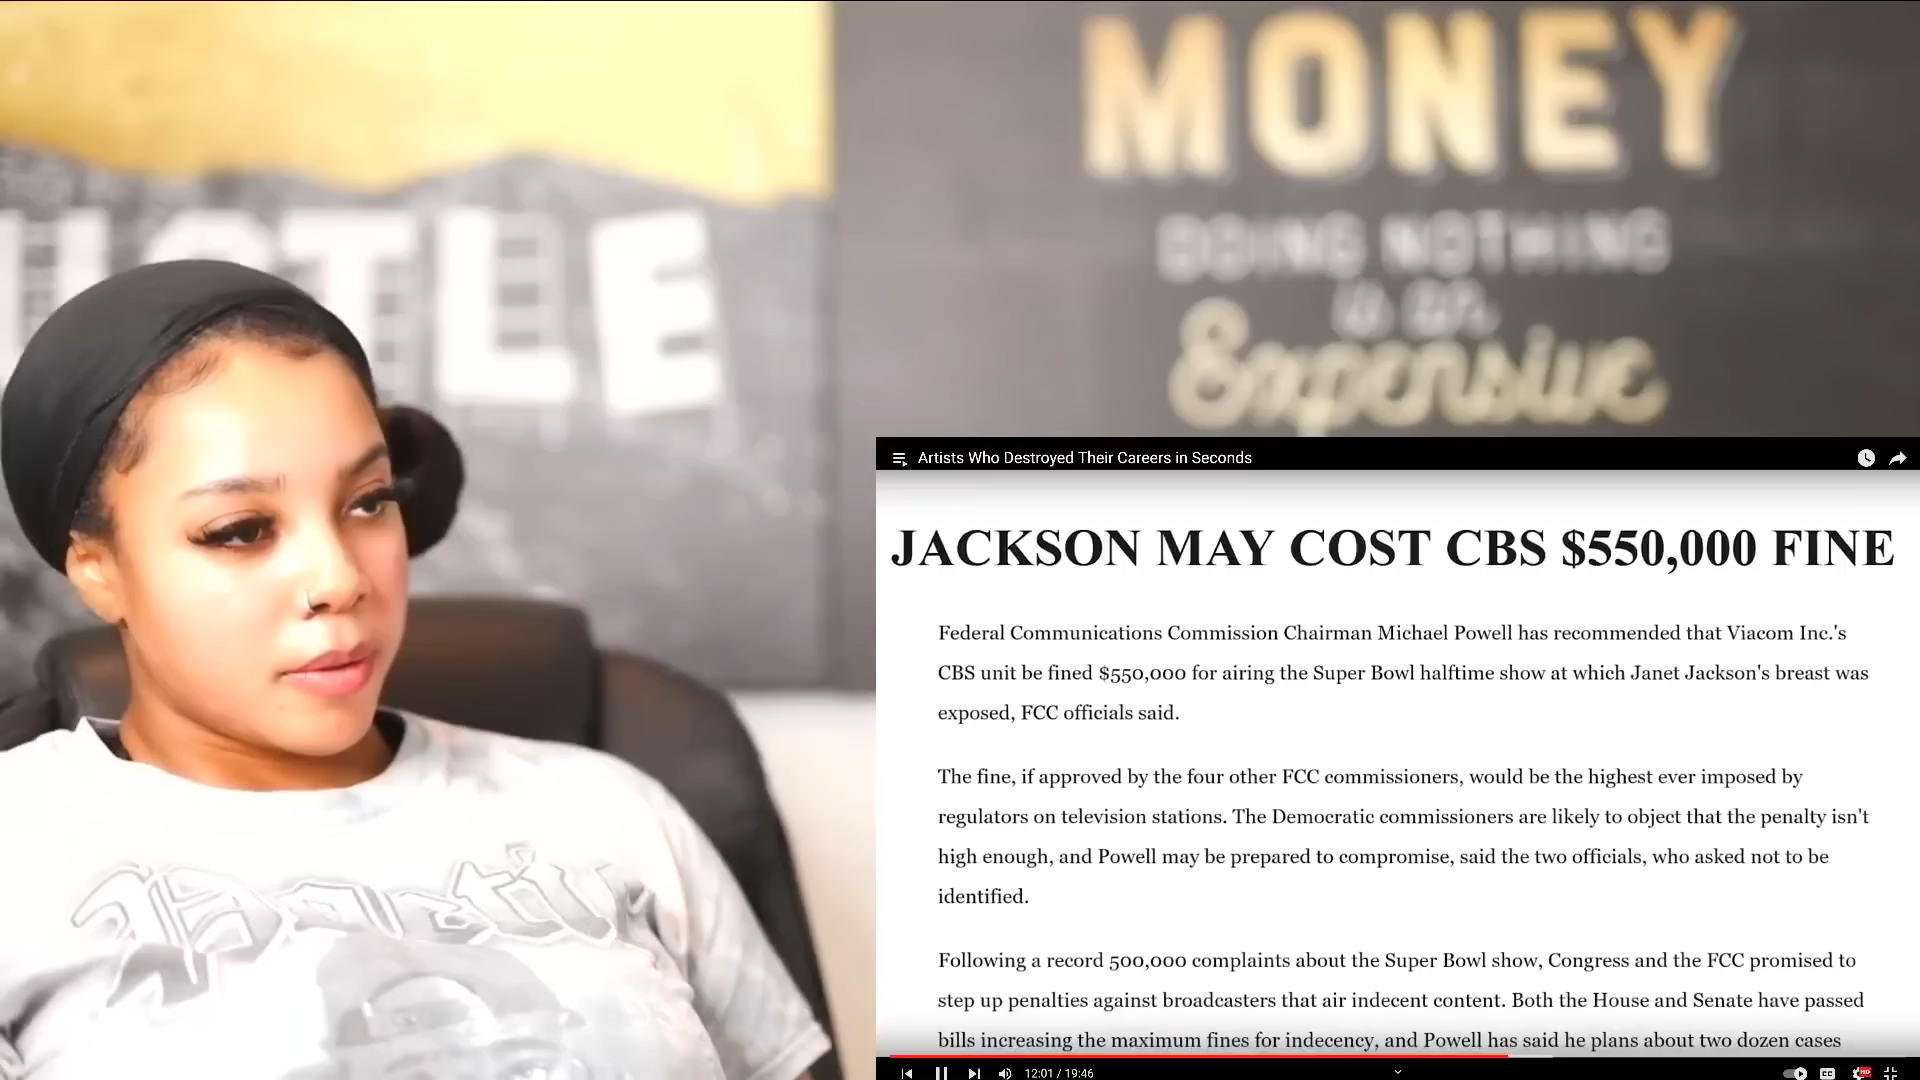 MONEY
HUSTLE
DOING NOTHING
is an
Expensive
Artists Who Destroyed Their Careers in Seconds
JACKSON MAY COST CBS $550,000 FINE
Federal Communications Commission Chairman Michael Powell has recommended that Viacom Inc.'s
CBS unit be fined $550,000 for airing the Super Bowl halftime show at which Janet Jackson's breast was
exposed, FCC officials said.
The fine, if approved by the four other FCC commissioners, would be the highest ever imposed by
regulators on television stations. The Democratic commissioners are likely to object that the penalty isn't
high enough, and Powell may be prepared to compromise, said the two officials, who asked not to be
identified.
Following a record 500,000 complaints about the Super Bowl show, Congress and the FCC promised to
step up penalties against broadcasters that air indecent content. Both the House and Senate have passed
bills increasing the maximum fines for indecency, and Powell has said he plans about two dozen cases
12:01 / 19:46
CC
HD